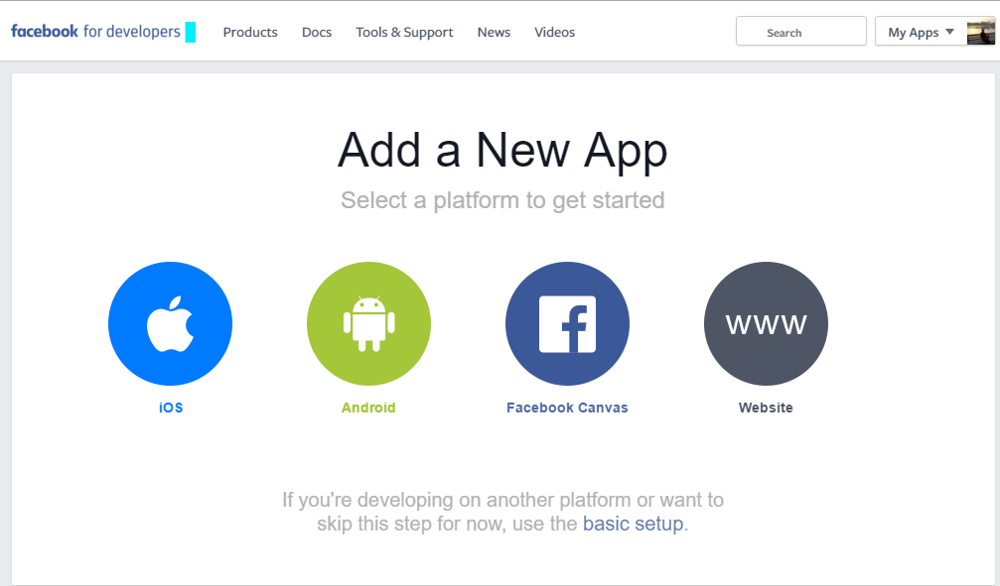 facebook for developers Products Docs Tools & Support News Videos Search My Apps
Add a New App
Select a platform to get started
www
iOS Android Facebook Canvas Website
If you're developing on another platform or want to
skip this step for now, use the basic setup.